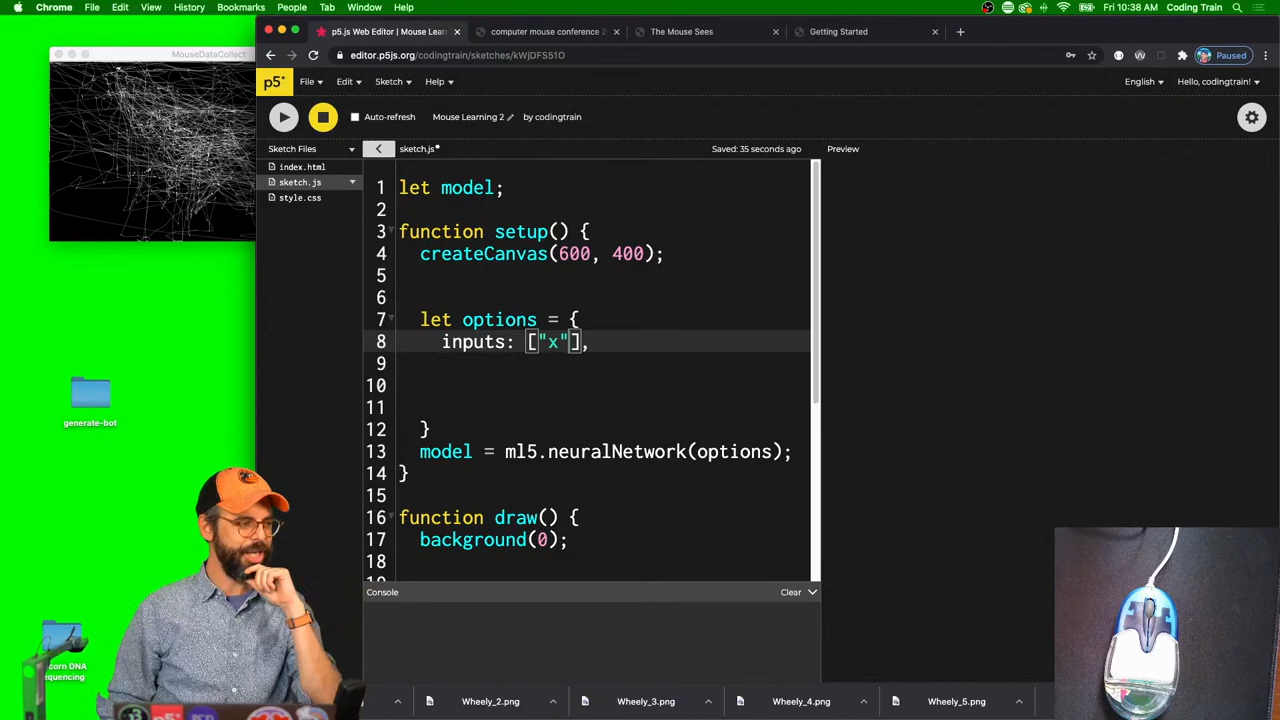 Chrome File Edit View History Bookmarks People Tab Window Help
Fri 10:38 AM Coding Train
MouseDataCollect
p5.js Web Editor | Mouse Lear
computer mouse conference 2
The Mouse Sees
Getting Started
editor.p5js.org/codingtrain/sketches/kWjDFS51O
Paused
p5* File Edit Sketch Help
English Hello, codingtrain!
Auto-refresh Mouse Learning 2 by codingtrain
Sketch Files
index.html
sketch.js
style.css
sketch.js
Saved: 35 seconds ago
Preview
1 let model;
2
3 function setup() {
4 createCanvas(600, 400);
5
6
7 let options = {
8 inputs: ["x"],
9
10
11
12 }
13 model = ml5.neuralNetwork(options);
14 }
15
16 function draw() {
17 background(0);
18
Console Clear
generate-bot
orn DNA
equencing
Wheely_2.png
Wheely_3.png
Wheely_4.png
Wheely_5.png